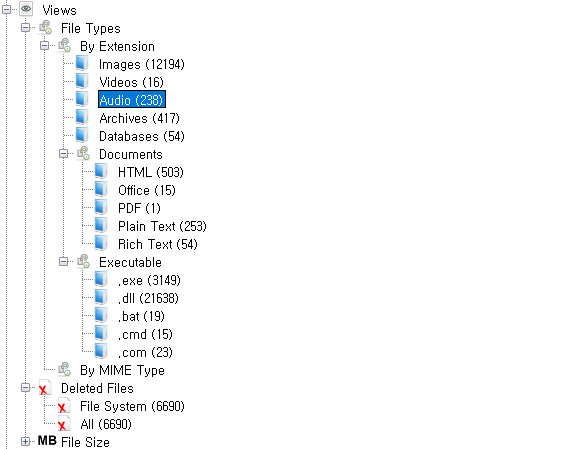 Views
File Types
By Extension
Images (12194)
Videos (16)
Audio (238)
Archives (417)
Databases (54)
Documents
HTML (503)
Office (15)
PDF (1)
Plain Text (253)
Rich Text (54)
Executable
.exe (3149)
.dll (21638)
.bat (19)
.cmd (15)
.com (23)
By MIME Type
Deleted Files
File System (6690)
All (6690)
MB File Size